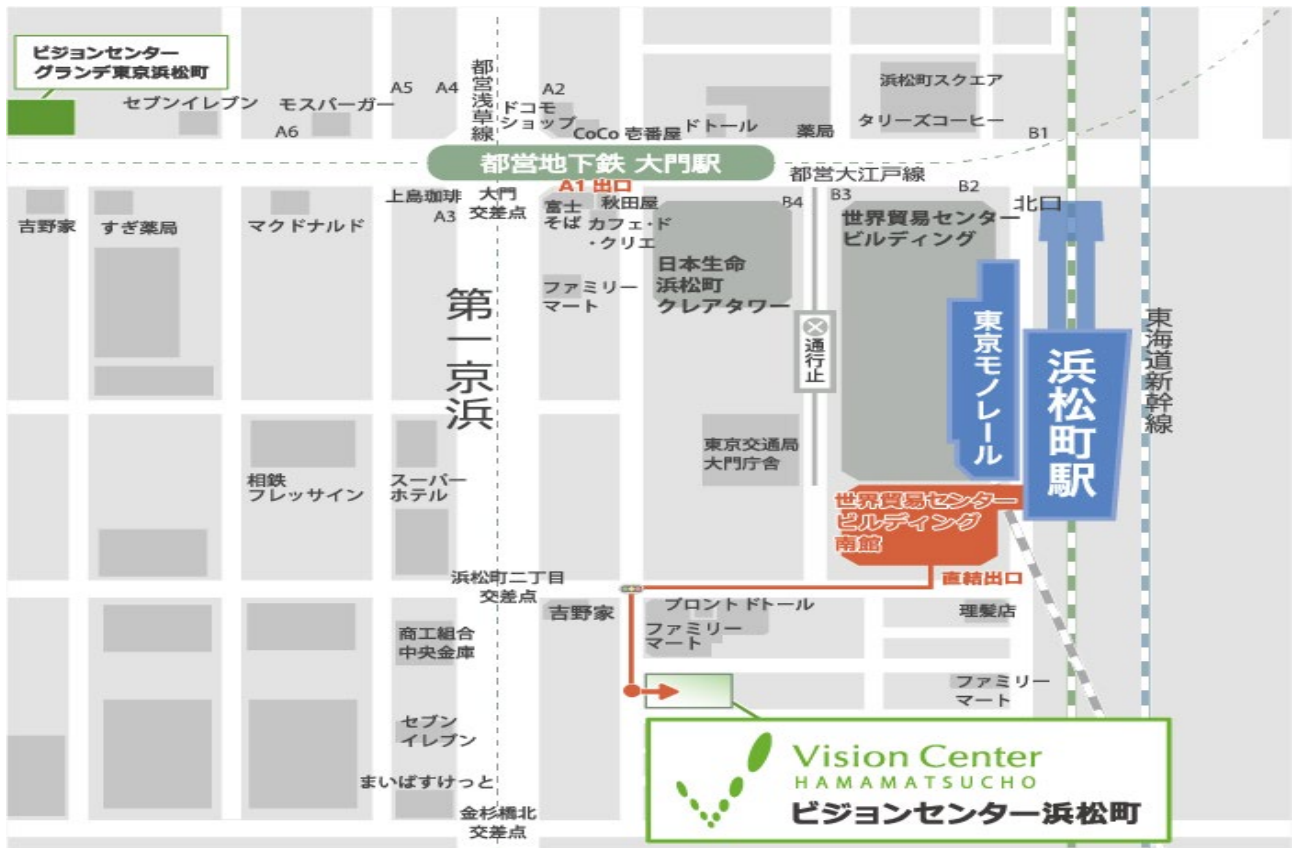 ビジョンセンター
グランデ東京浜松町
セブンイレブン
モスバーガー
A6
A5
A4
都営浅草線
A2
ドコモ
ショップ
CoCo 壱番屋
ドトール
薬局
浜松町スクエア
タリーズコーヒー
B1
都営地下鉄 大門駅
都営大江戸線
吉野家
すぎ薬局
マクドナルド
上島珈琲
A3
大門
交差点
A1 出口
富士
そば
秋田屋
カフェ・ド
・クリエ
B4
B3
B2
北口
世界貿易センター
ビルディング
日本生命
浜松町
クレアタワー
ファミリー
マート
第一京浜
通行止
東京モノレール
浜松町駅
東海道新幹線
相鉄
フレッサイン
スーパー
ホテル
東京交通局
大門庁舎
世界貿易センター
ビルディング
南館
直結出口
浜松町二丁目
交差点
吉野家
プロント
ドトール
ファミリー
マート
理髪店
商工組合
中央金庫
ファミリー
マート
セブン
イレブン
まいばすけっと
金杉橋北
交差点
Vision Center
HAMAMATSUCHO
ビジョンセンター浜松町